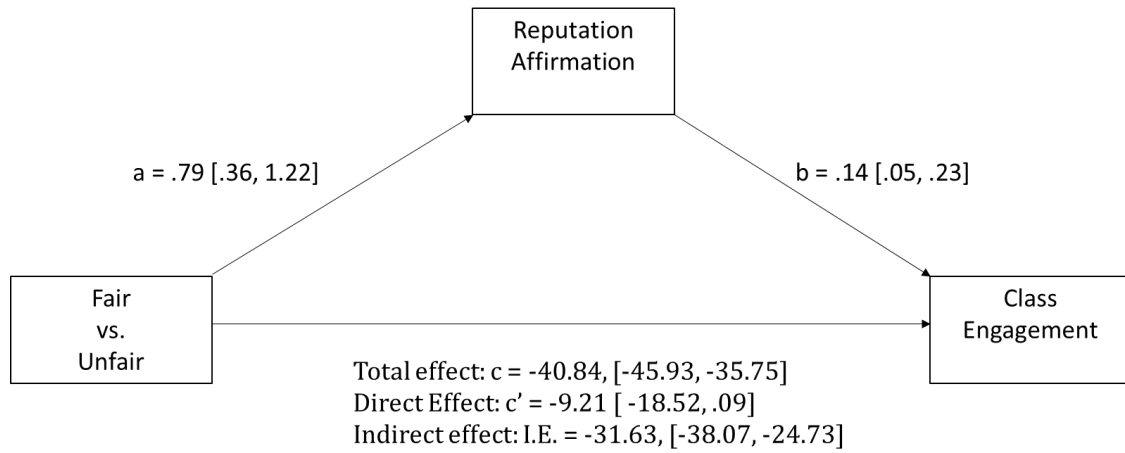 Reputation
Affirmation
a = .79 [.36, 1.22]
b = .14 [.05, .23]
Fair
vs.
Unfair
Class
Engagement
Total effect: c = -40.84, [-45.93, -35.75]
Direct Effect: c’ = -9.21 [ -18.52, .09]
Indirect effect: I.E. = -31.63, [-38.07, -24.73]